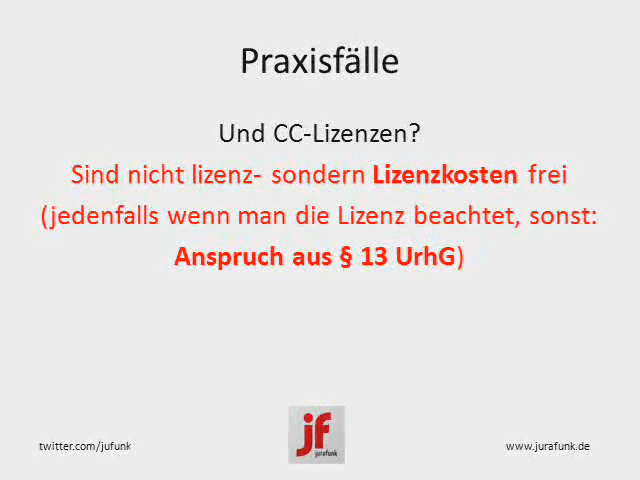 Praxisfälle
Und CC-Lizenzen?
Sind nicht lizenz- sondern Lizenzkosten frei
(jedenfalls wenn man die Lizenz beachtet, sonst:
Anspruch aus § 13 UrhG)
jf
jurafunk
twitter.com/jufunk
www.jurafunk.de